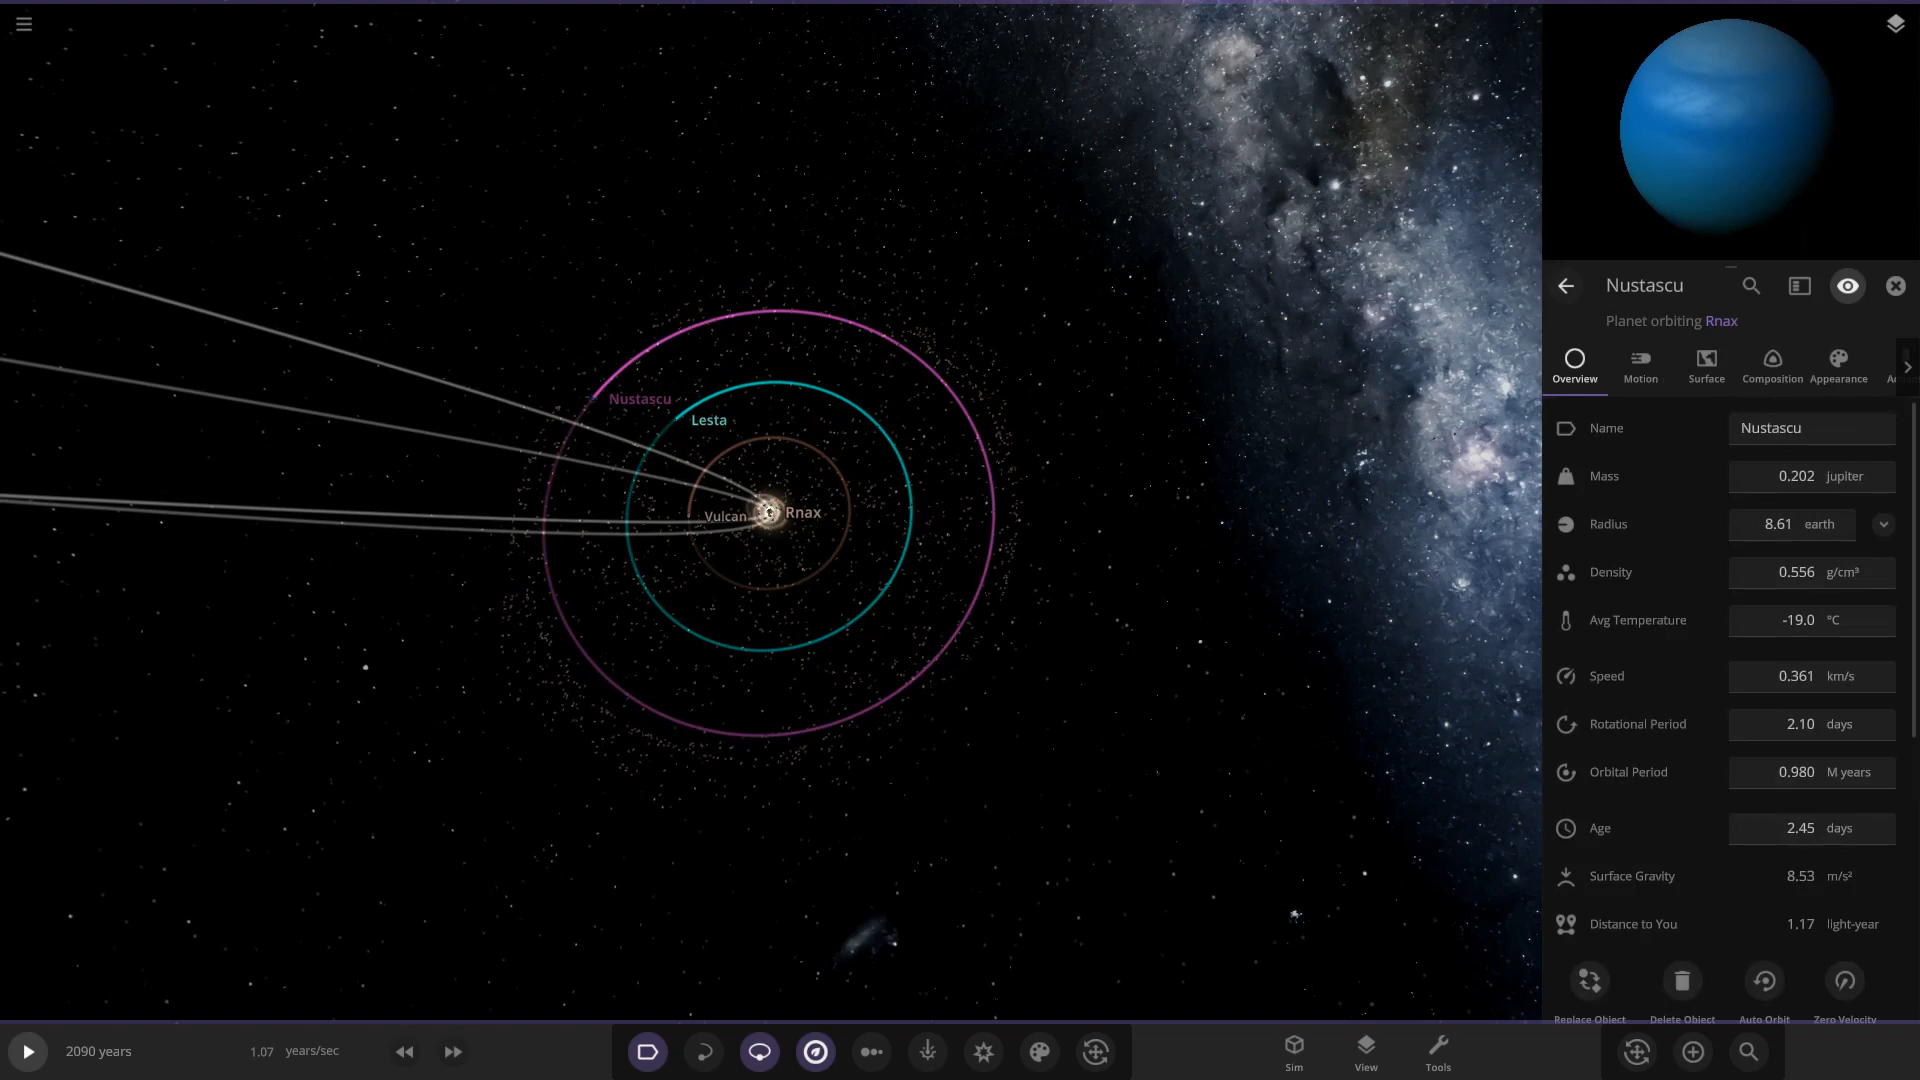 Nustascu
Lesta
Vulcan
Rnax
Nustascu
Planet orbiting Rnax
Overview
Motion
Surface
Composition
Appearance
Name Nustascu
Mass 0.202 jupiter
Radius 8.61 earth
Density 0.556 g/cm³
Avg Temperature -19.0 °C
Speed 0.361 km/s
Rotational Period 2.10 days
Orbital Period 0.980 M years
Age 2.45 days
Surface Gravity 8.53 m/s²
Distance to You 1.17 light-year
Replace Object Delete Object Auto Orbit Zero Velocity
2090 years 1.07 years/sec
Sim View Tools